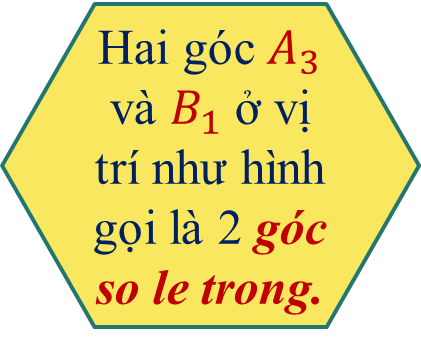 Hai góc A₃
và B₁ ở vị
trí như hình
gọi là 2 góc
so le trong.